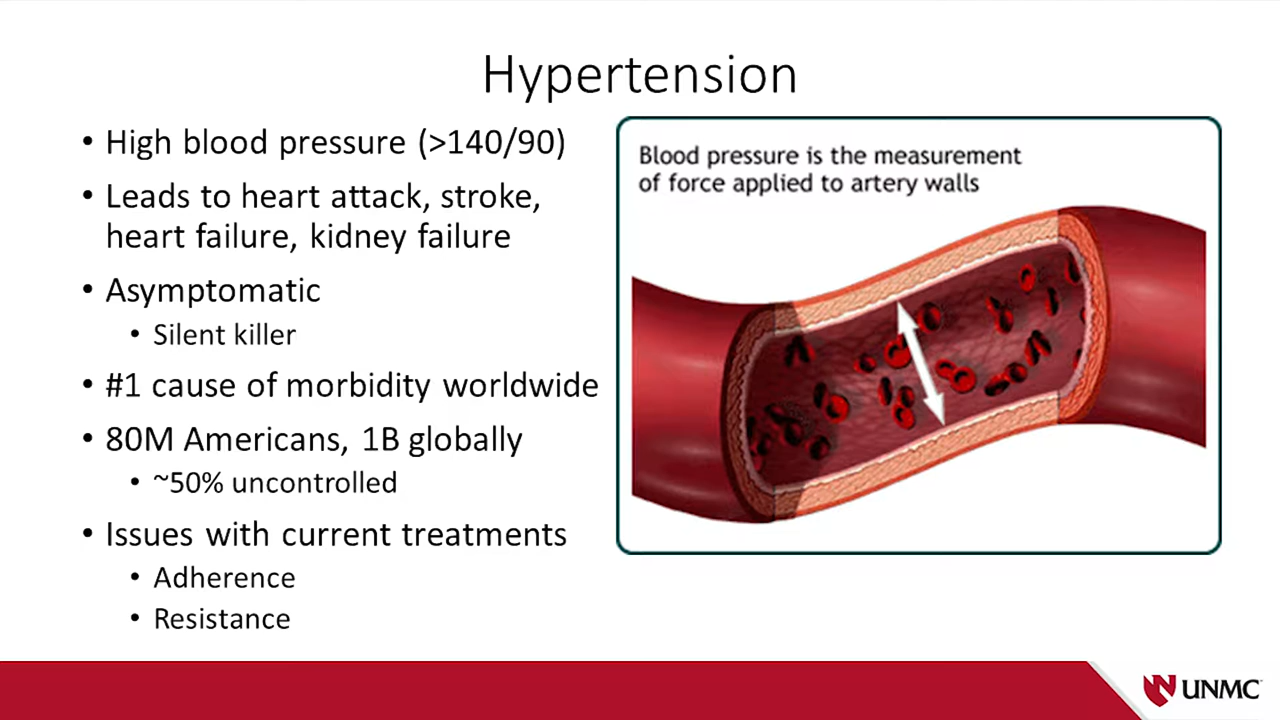 Hypertension
• High blood pressure (>140/90)
• Leads to heart attack, stroke,
heart failure, kidney failure
• Asymptomatic
• Silent killer
• #1 cause of morbidity worldwide
• 80M Americans, 1B globally
• ~50% uncontrolled
• Issues with current treatments
• Adherence
• Resistance
Blood pressure is the measurement
of force applied to artery walls
UNMC